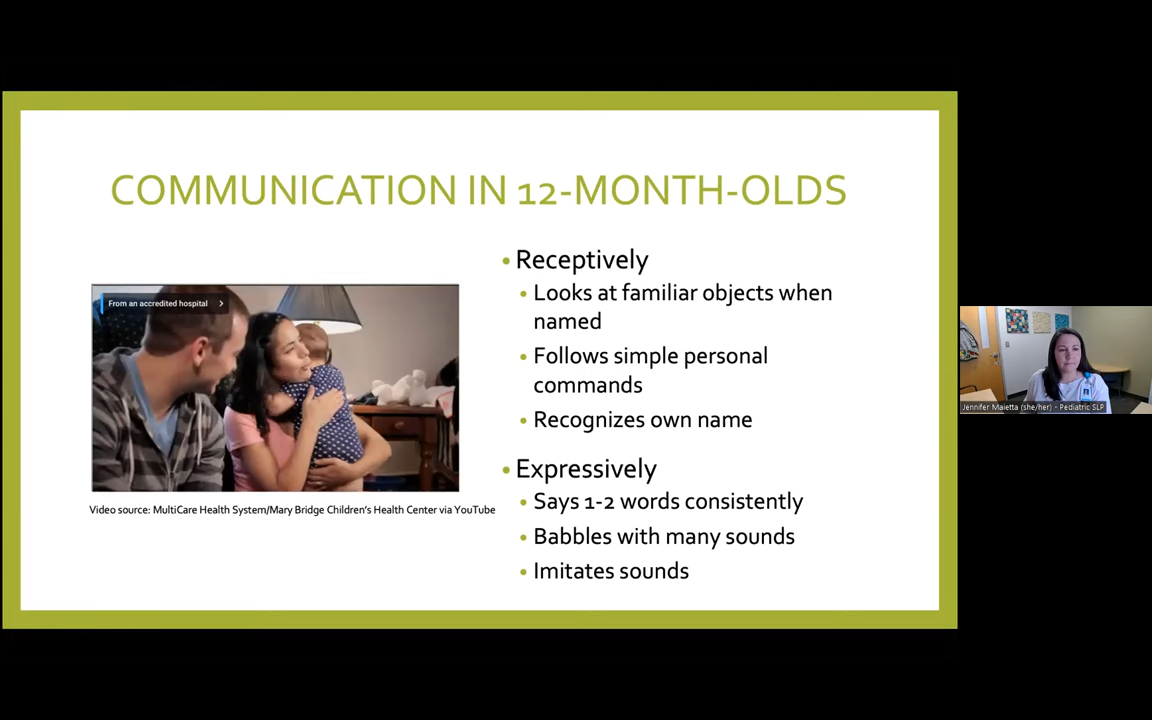 COMMUNICATION IN 12-MONTH-OLDS
From an accredited hospital
Video source: MultiCare Health System/Mary Bridge Children's Health Center via YouTube
• Receptively
• Looks at familiar objects when
named
• Follows simple personal
commands
• Recognizes own name
• Expressively
• Says 1-2 words consistently
• Babbles with many sounds
• Imitates sounds
Jennifer Maietta (she/her) - Pediatric SLP